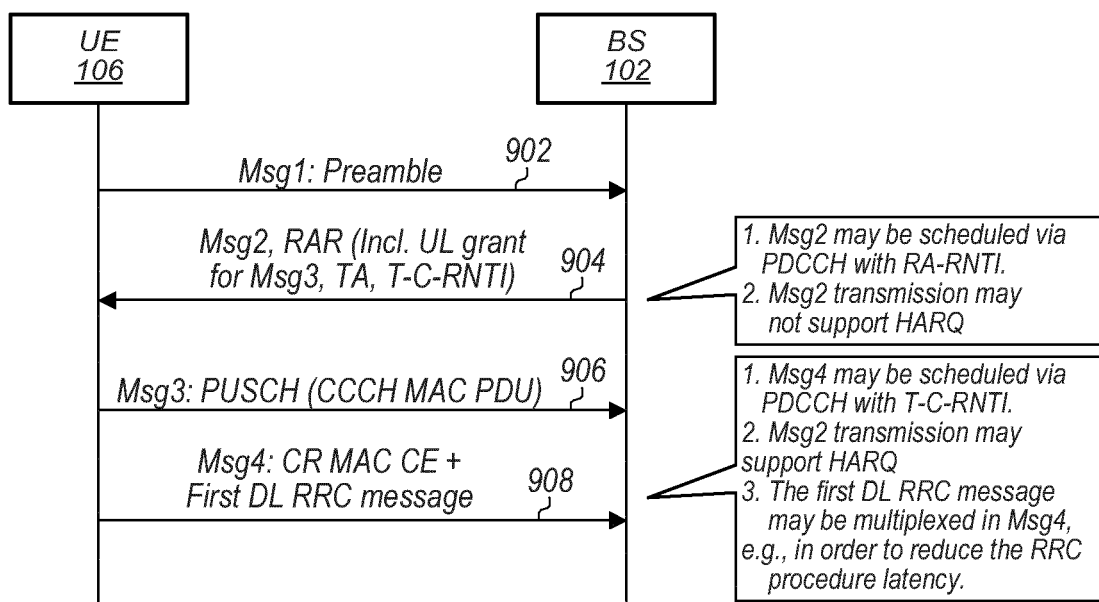 UE
106
BS
102
902
Msg1: Preamble
Msg2, RAR (Incl. UL grant
for Msg3, TA, T-C-RNTI)
904
1. Msg2 may be scheduled via
PDCCH with RA-RNTI.
2. Msg2 transmission may
not support HARQ
Msg3: PUSCH (CCCH MAC PDU)
906
Msg4: CR MAC CE +
First DL RRC message
908
1. Msg4 may be scheduled via
PDCCH with T-C-RNTI.
2. Msg2 transmission may
support HARQ
3. The first DL RRC message
may be multiplexed in Msg4,
e.g., in order to reduce the RRC
procedure latency.